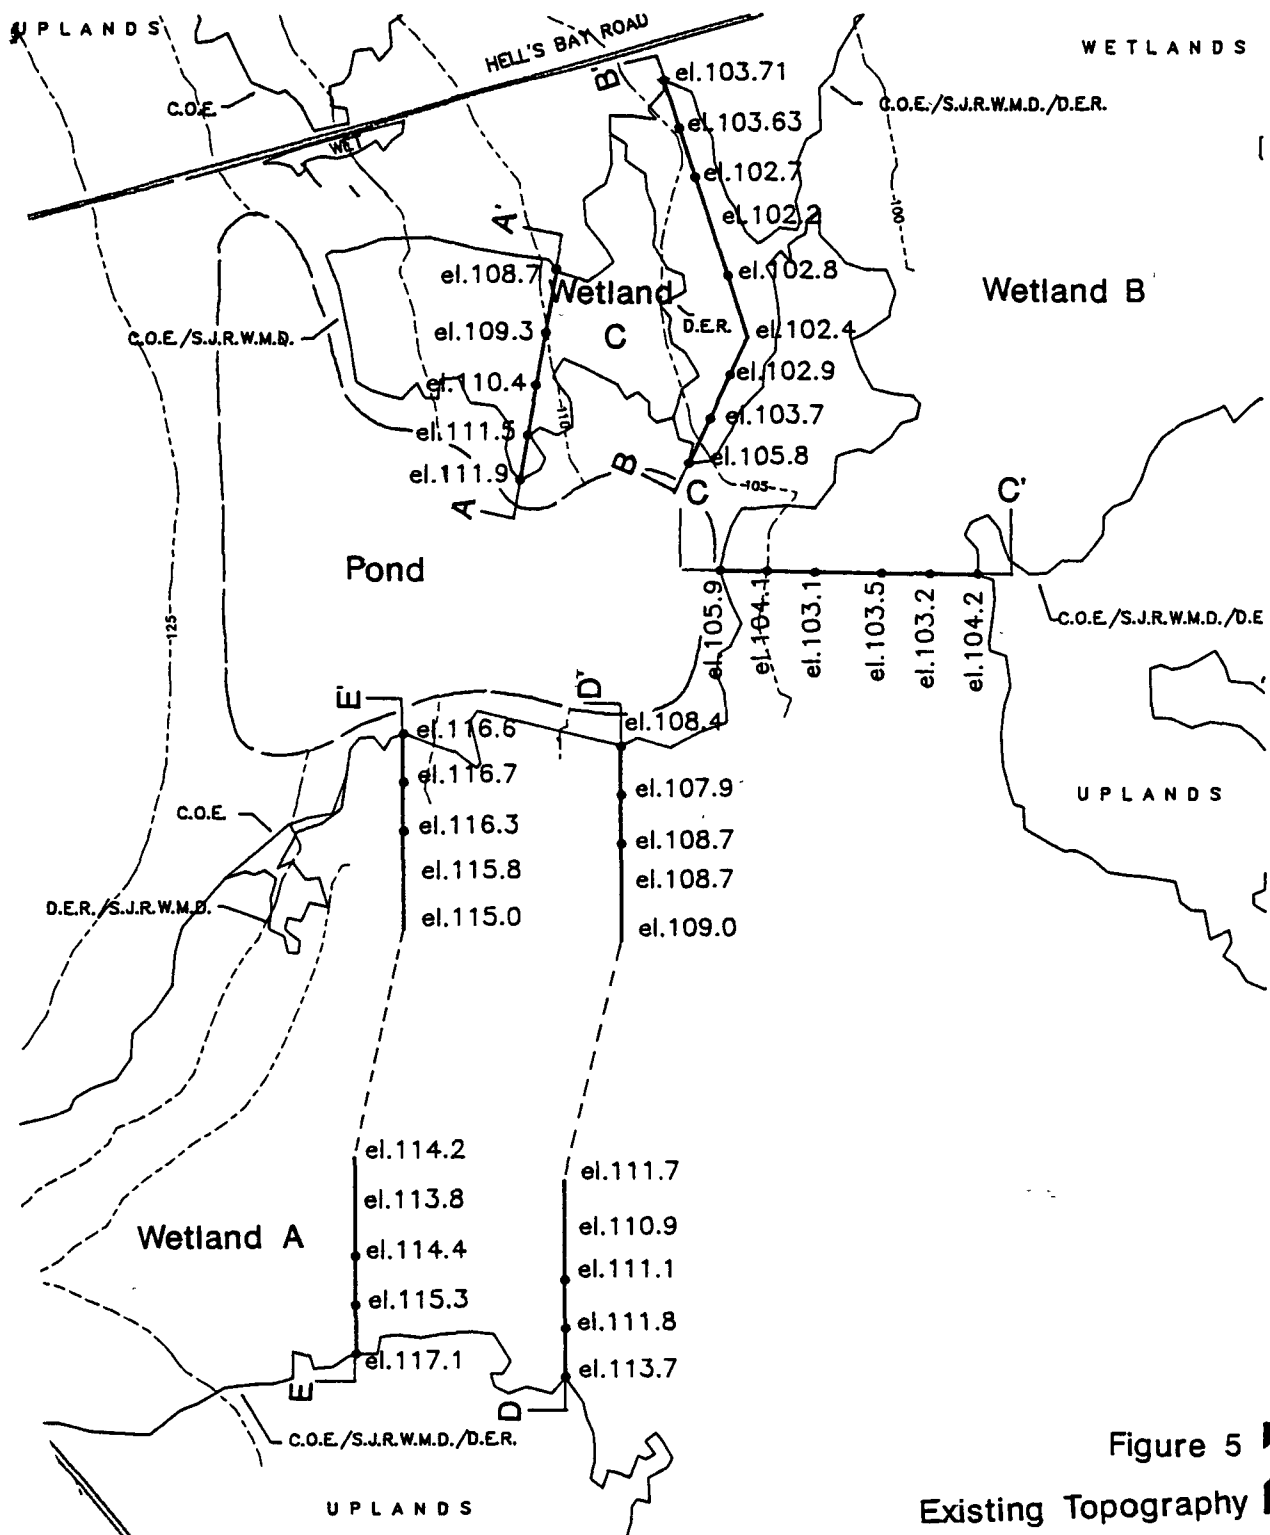 UPLANDS
HELL'S BAY ROAD
WETLANDS
C.O.E.
WET
B'
el.103.71
C.O.E./S.J.R.W.M.D./D.E.R.
el.103.63
el.102.7
el.102.2
-100-
A'
el.108.7
Wetland
C
el.102.8
Wetland B
C.O.E./S.J.R.W.M.D.
el.109.3
D.E.R.
el.102.4
el.110.4
el.102.9
-110-
el.103.7
el.111.5
el.105.8
el.111.9
B
A
C
-105-
C'
Pond
el.105.9
el.104.1
el.103.1
el.103.5
el.103.2
el.104.2
C.O.E./S.J.R.W.M.D./D.E
-125-
E'
D'
el.116.6
el.108.4
el.116.7
el.107.9
UPLANDS
C.O.E.
el.116.3
el.108.7
el.115.8
el.108.7
D.E.R./S.J.R.W.M.D.
el.115.0
el.109.0
el.114.2
el.111.7
el.113.8
Wetland A
el.110.9
el.114.4
el.111.1
el.115.3
el.111.8
el.117.1
el.113.7
E
D
C.O.E./S.J.R.W.M.D./D.E.R.
Figure 5
UPLANDS
Existing Topography